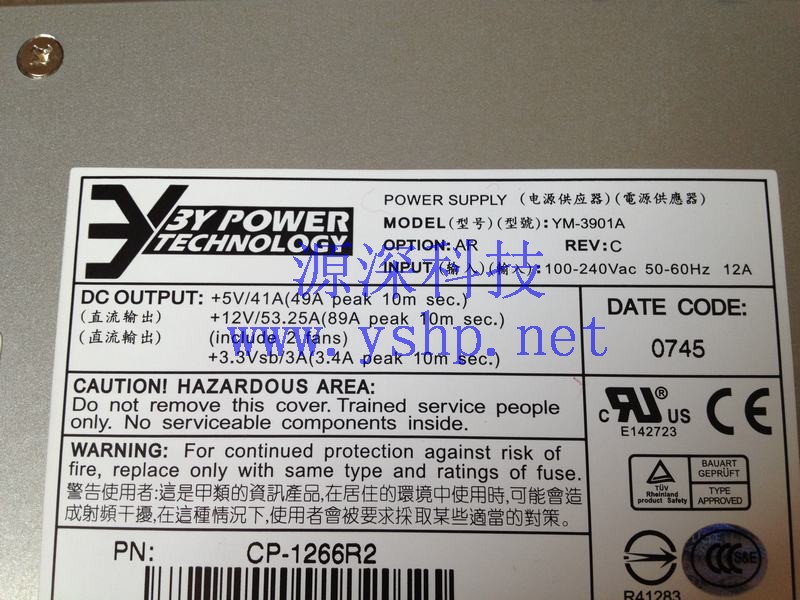 3Y POWER
TECHNOLOGY
POWER SUPPLY (电源供应器)(電源供應器)
MODEL(型号)(型號): YM-3901A
OPTION: AR REV: C
INPUT(输入)(輸入): 100-240Vac 50-60Hz 12A
DC OUTPUT: +5V/41A(49A peak 10m sec.)
(直流输出) +12V/53.25A(89A peak 10m sec.)
(直流輸出) (include 2 fans)
+3.3Vsb/3A(3.4A peak 10m sec.)
DATE CODE:
0745
源深科技
www.yshp.net
CAUTION! HAZARDOUS AREA:
Do not remove this cover. Trained service people
only. No serviceable components inside.
WARNING: For continued protection against risk of
fire, replace only with same type and ratings of fuse.
警告使用者:這是甲類的資訊產品,在居住的環境中使用時,可能會造
成射頻干擾,在這種情況下,使用者會被要求採取某些適當的對策。
c RU ® US CE
E142723
TÜV
Rheinland
product Safety
BAUART
GEPRÜFT
TYPE
APPROVED
CCC S&E
R41283
PN: CP-1266R2